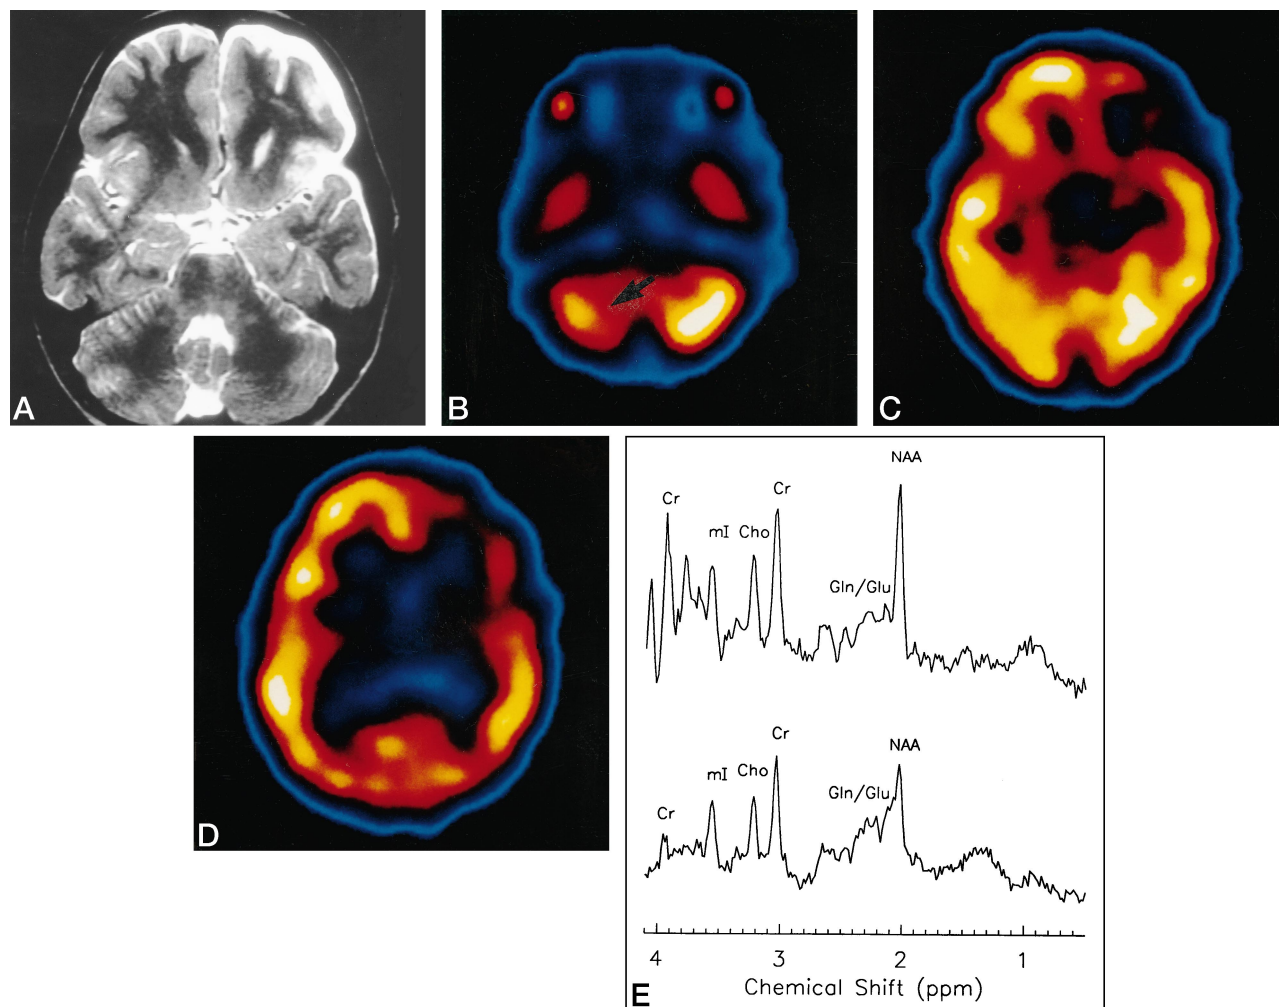 A
B
C
D
NAA
Cr
Cr
mI Cho
Gln/Glu
Cr
NAA
mI Cho
Gln/Glu
Cr
4 3 2 1
Chemical Shift (ppm)
E